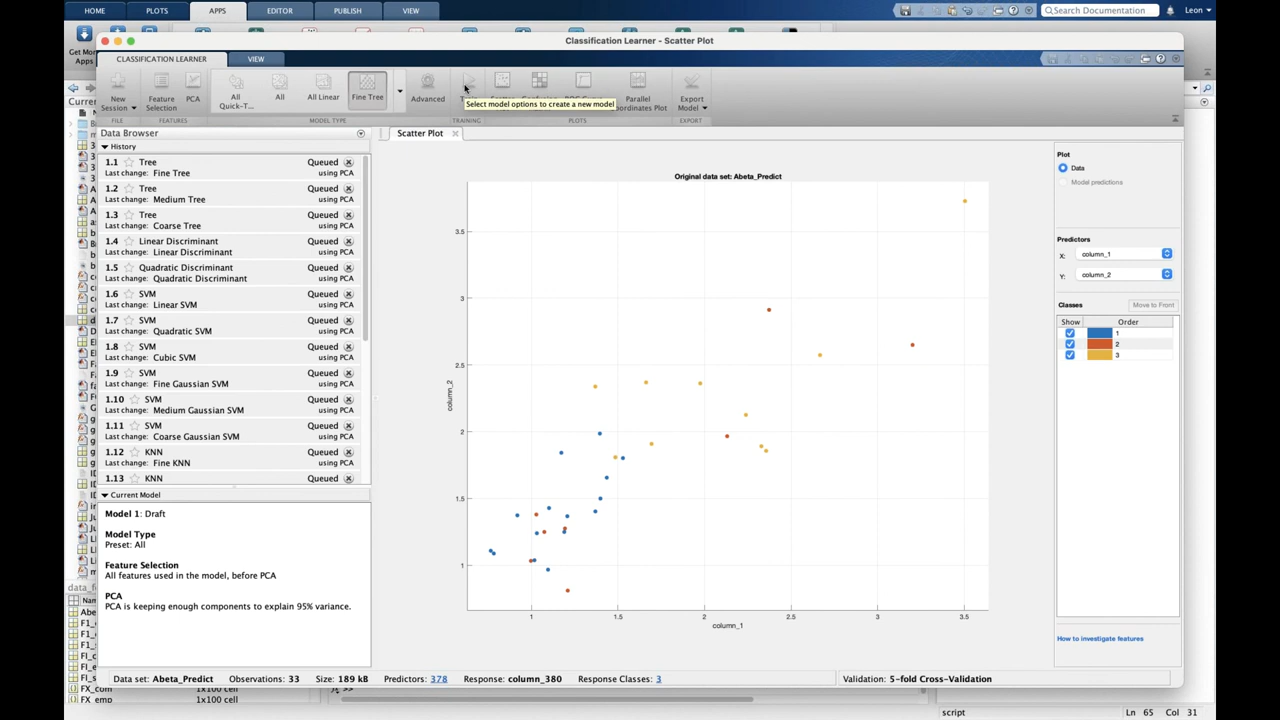 HOME PLOTS APPS EDITOR PUBLISH VIEW Search Documentation Leon
Get More
Apps
Classification Learner - Scatter Plot
CLASSIFICATION LEARNER VIEW
New
Session
Feature
Selection
PCA
All
Quick-T...
All
All Linear
Fine Tree
Advanced
Select model options to create a new model
Parallel
Coordinates Plot
Export
Model
FILE FEATURES MODEL TYPE TRAINING PLOTS EXPORT
Data Browser
Scatter Plot
History
1.1 Tree Queued
Last change: Fine Tree using PCA
1.2 Tree Queued
Last change: Medium Tree using PCA
1.3 Tree Queued
Last change: Coarse Tree using PCA
1.4 Linear Discriminant Queued
Last change: Linear Discriminant using PCA
1.5 Quadratic Discriminant Queued
Last change: Quadratic Discriminant using PCA
1.6 SVM Queued
Last change: Linear SVM using PCA
1.7 SVM Queued
Last change: Quadratic SVM using PCA
1.8 SVM Queued
Last change: Cubic SVM using PCA
1.9 SVM Queued
Last change: Fine Gaussian SVM using PCA
1.10 SVM Queued
Last change: Medium Gaussian SVM using PCA
1.11 SVM Queued
Last change: Coarse Gaussian SVM using PCA
1.12 KNN Queued
Last change: Fine KNN using PCA
1.13 KNN Queued
Current Model
Model 1: Draft
Model Type
Preset: All
Feature Selection
All features used in the model, before PCA
PCA
PCA is keeping enough components to explain 95% variance.
Original data set: Abeta_Predict
3.5
3
2.5
2
1.5
1
column_2
1 1.5 2 2.5 3 3.5
column_1
Plot
Data
Model predictions
Predictors
X: column_1
Y: column_2
Classes Move to Front
Show Order
1
2
3
How to investigate features
Data set: Abeta_Predict Observations: 33 Size: 189 kB Predictors: 378 Response: column_380 Response Classes: 3 Validation: 5-fold Cross-Validation
FX_com 1x100 cell
FX_emp 1x100 cell
>>
script Ln 65 Col 31